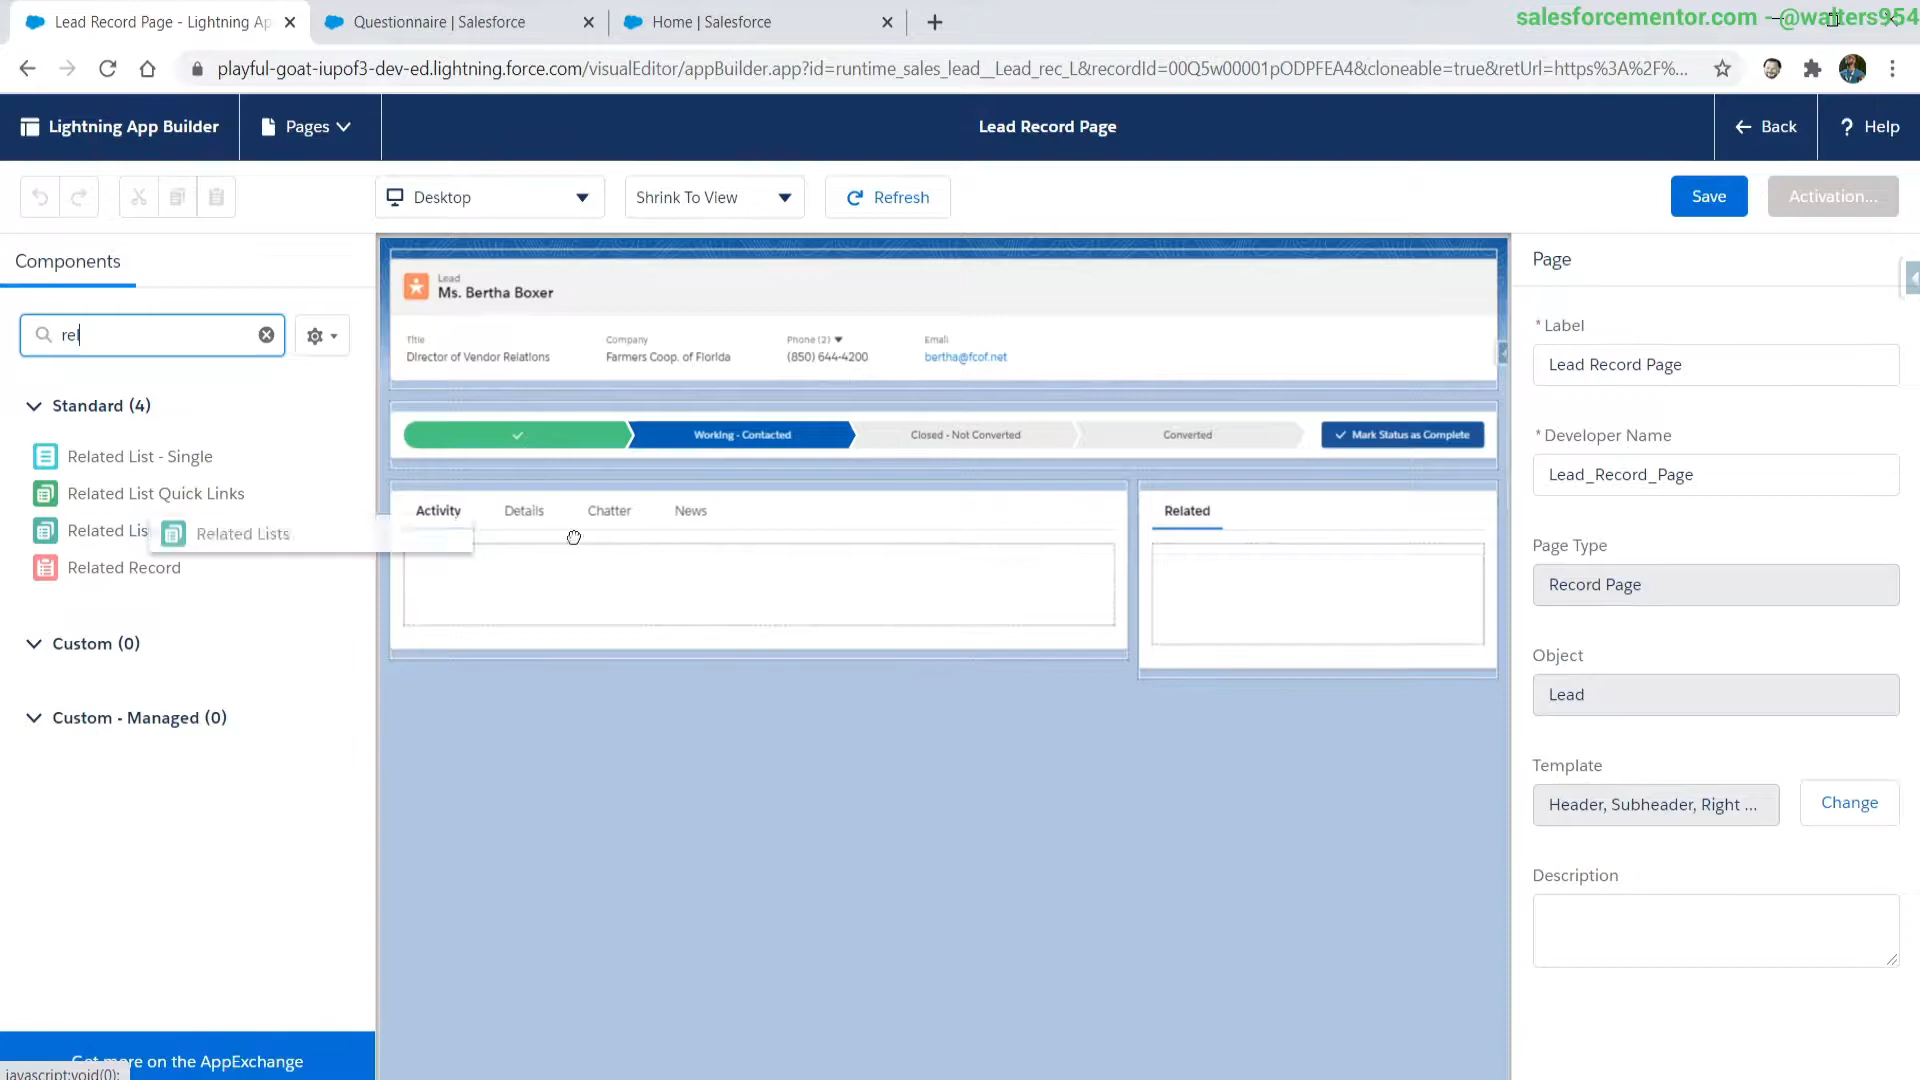 Lead Record Page - Lightning Ap
Questionnaire | Salesforce
Home | Salesforce
salesforcementor.com - @walters954
playful-goat-iupof3-dev-ed.lightning.force.com/visualEditor/appBuilder.app?id=runtime_sales_lead__Lead_rec_L&recordId=00Q5w00001pODPFEA4&cloneable=true&retUrl=https%3A%2F%...
Lightning App Builder
Pages
Lead Record Page
Back
? Help
Desktop
Shrink To View
Refresh
Save
Activation...
Components
rel
Standard (4)
Related List - Single
Related List Quick Links
Related Lis
Related Lists
Related Record
Custom (0)
Custom - Managed (0)
Get more on the AppExchange
javascript:void(0);
Lead
Ms. Bertha Boxer
Title
Company
Phone (2)
Email
Director of Vendor Relations
Farmers Coop. of Florida
(850) 644-4200
bertha@fcof.net
Working - Contacted
Closed - Not Converted
Converted
Mark Status as Complete
Activity
Details
Chatter
News
Related
Page
* Label
Lead Record Page
* Developer Name
Lead_Record_Page
Page Type
Record Page
Object
Lead
Template
Header, Subheader, Right ...
Change
Description